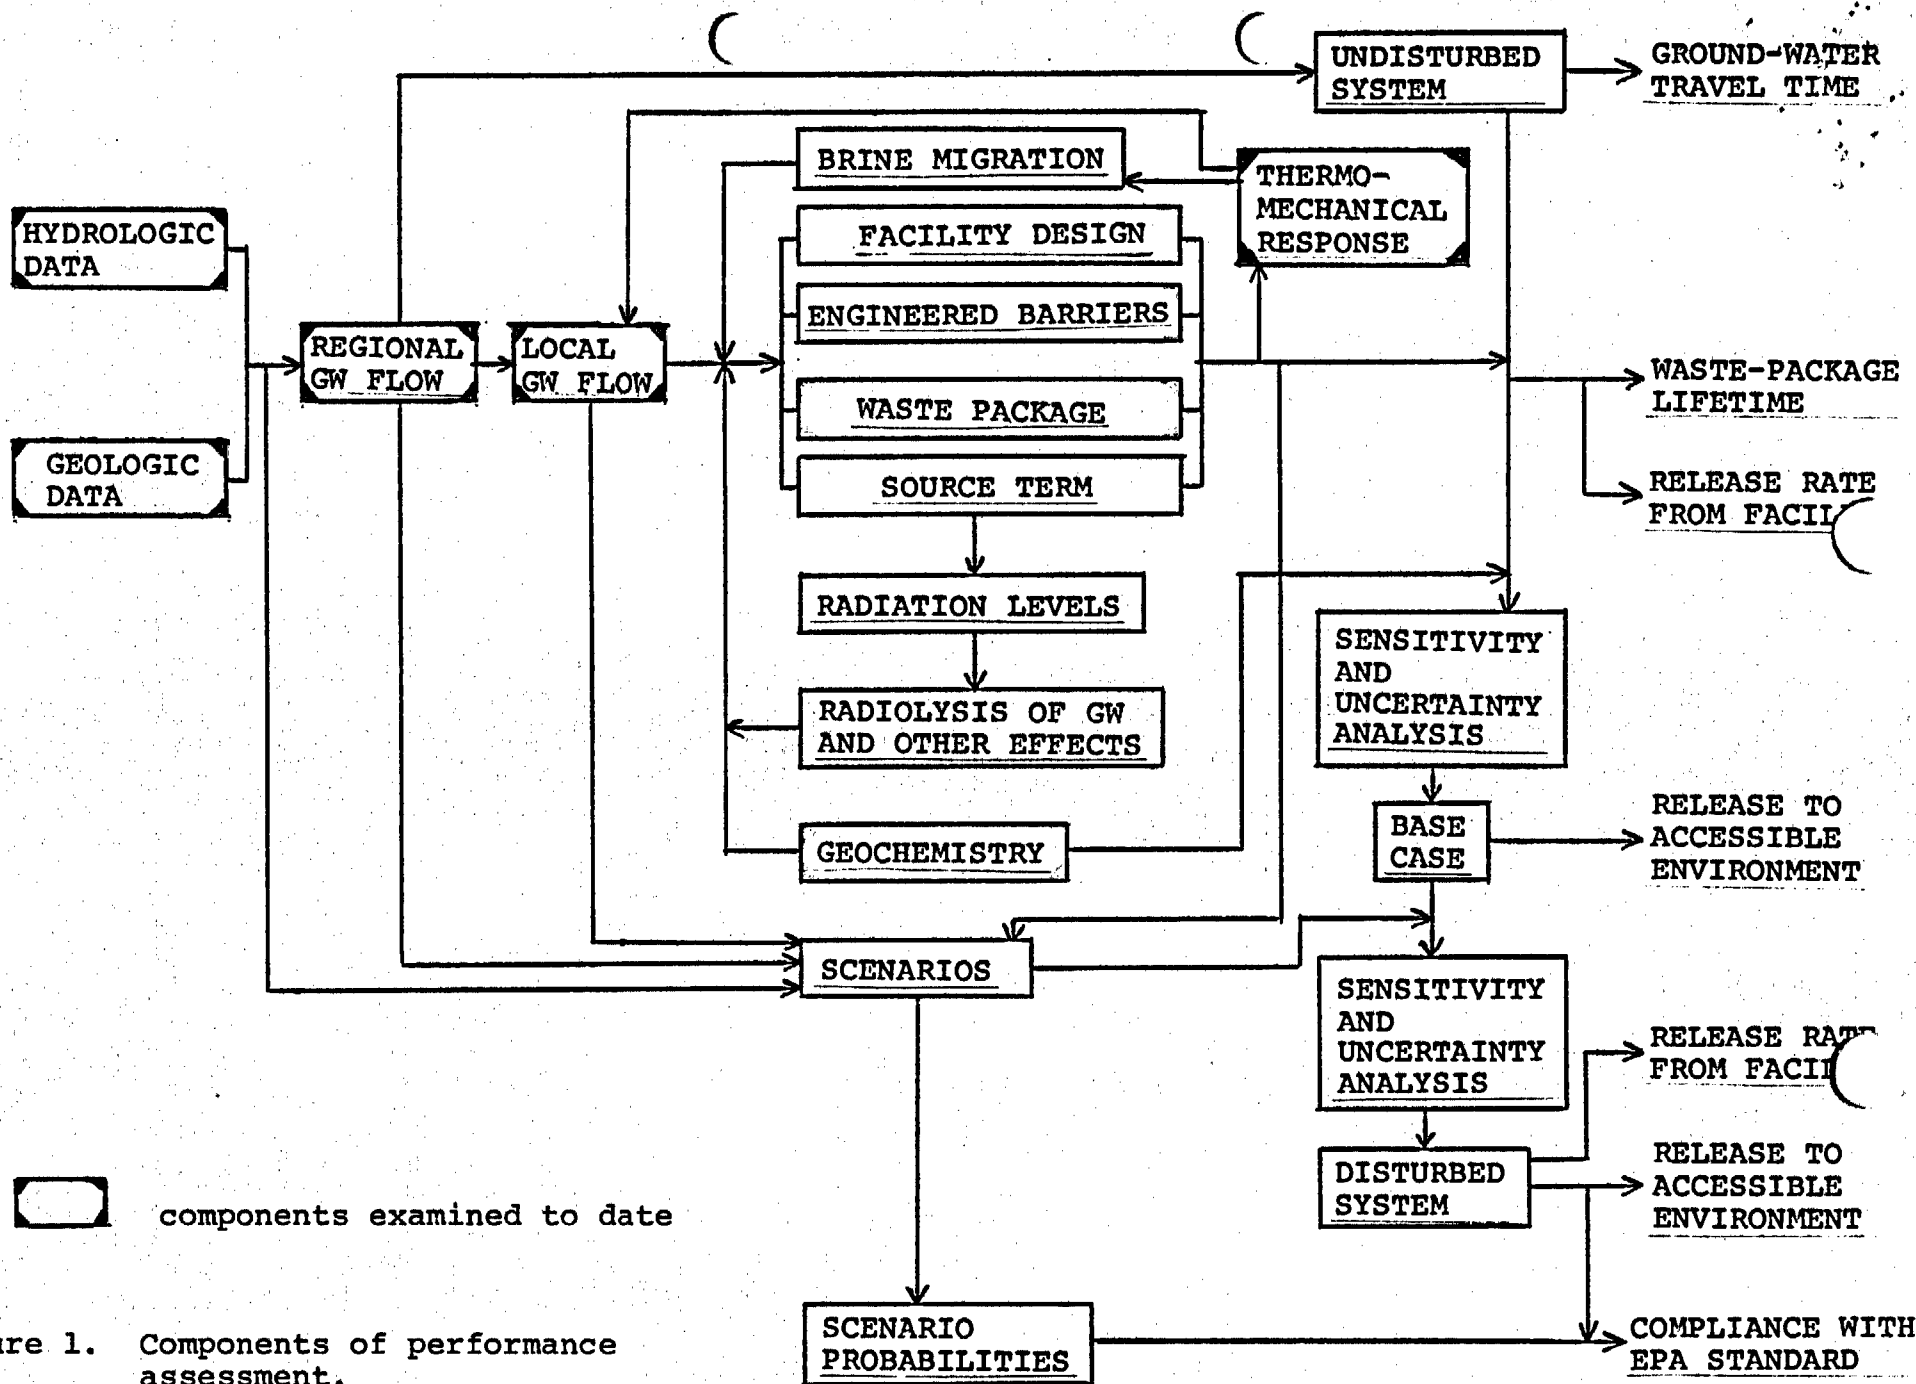 UNDISTURBED
SYSTEM
GROUND-WATER
TRAVEL TIME
BRINE MIGRATION
THERMO-
MECHANICAL
RESPONSE
HYDROLOGIC
DATA
FACILITY DESIGN
ENGINEERED BARRIERS
REGIONAL
GW FLOW
LOCAL
GW FLOW
WASTE PACKAGE
WASTE-PACKAGE
LIFETIME
GEOLOGIC
DATA
SOURCE TERM
RELEASE RATE
FROM FACIL
RADIATION LEVELS
SENSITIVITY
AND
UNCERTAINTY
ANALYSIS
RADIOLYSIS OF GW
AND OTHER EFFECTS
BASE
CASE
RELEASE TO
ACCESSIBLE
ENVIRONMENT
GEOCHEMISTRY
SCENARIOS
SENSITIVITY
AND
UNCERTAINTY
ANALYSIS
RELEASE RATE
FROM FACIL
DISTURBED
SYSTEM
RELEASE TO
ACCESSIBLE
ENVIRONMENT
components examined to date
SCENARIO
PROBABILITIES
COMPLIANCE WITH
EPA STANDARD
ure 1. Components of performance
assessment.